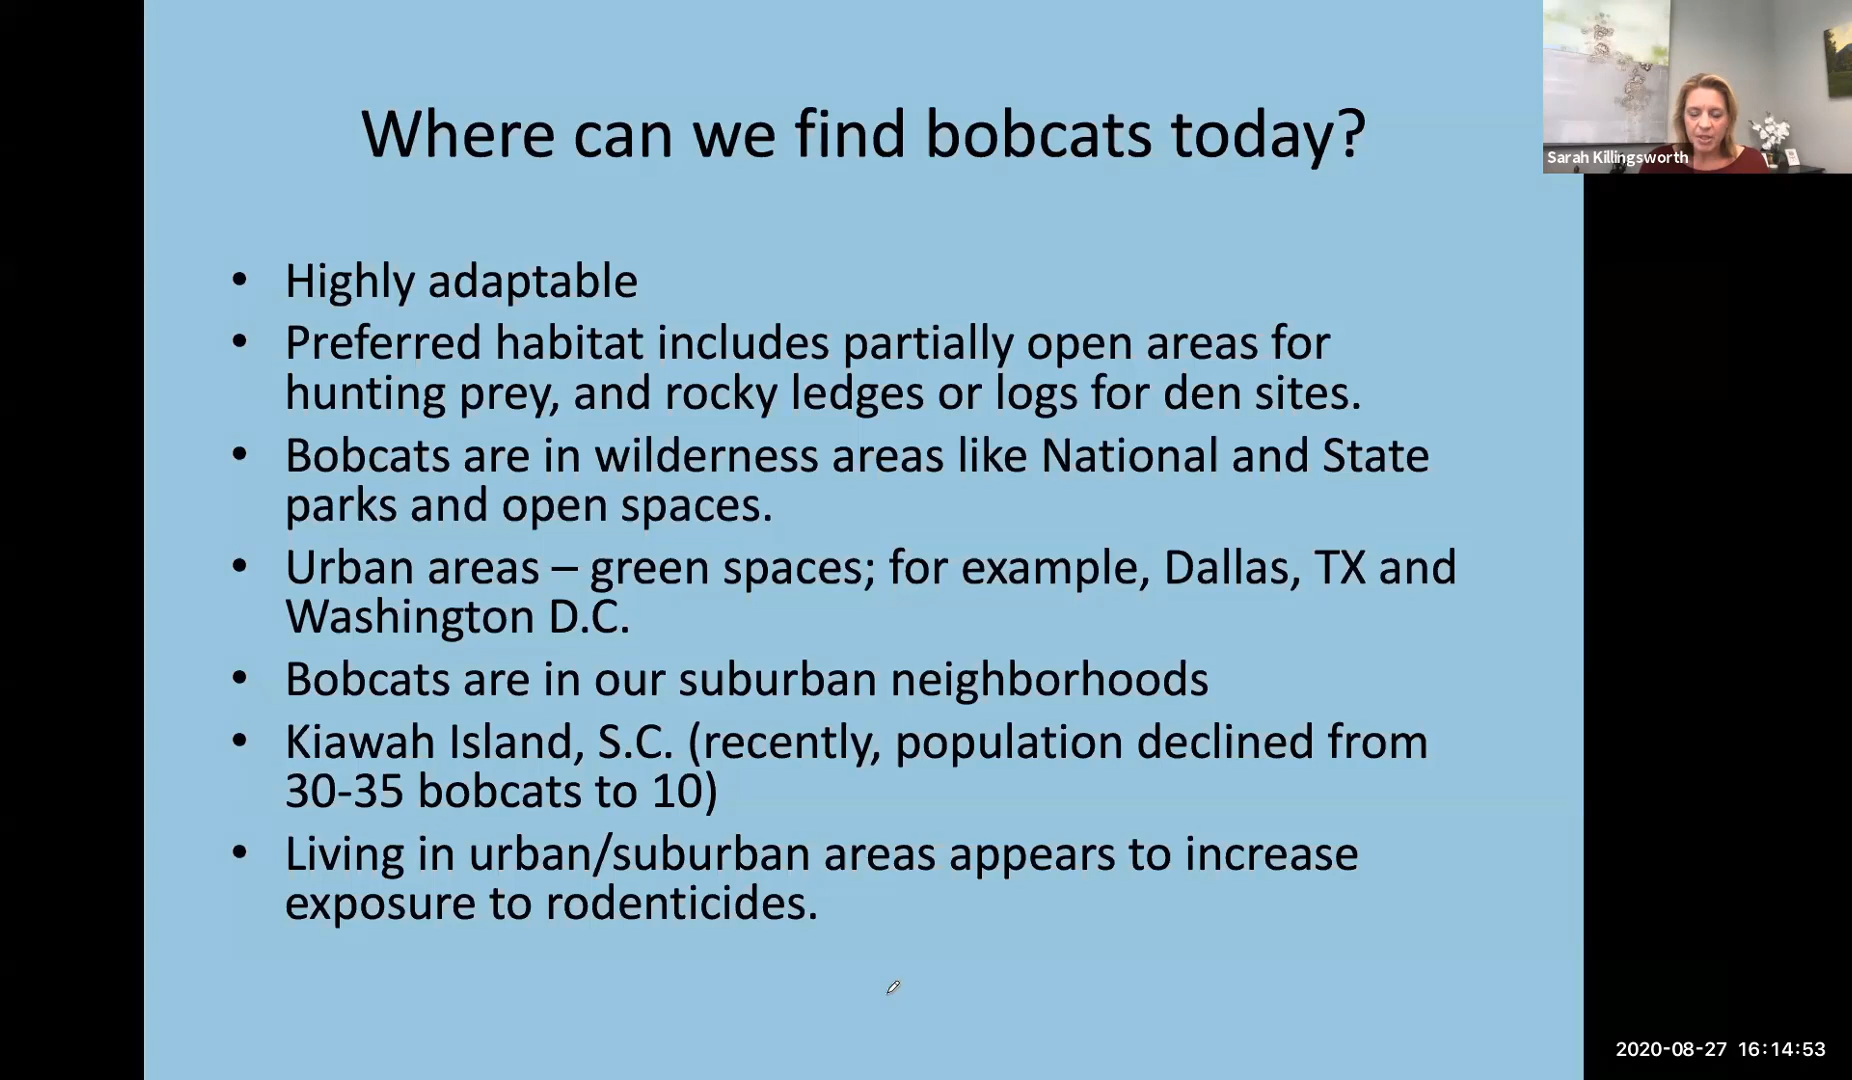 Where can we find bobcats today?
Sarah Killingsworth
• Highly adaptable
• Preferred habitat includes partially open areas for
hunting prey, and rocky ledges or logs for den sites.
• Bobcats are in wilderness areas like National and State
parks and open spaces.
• Urban areas – green spaces; for example, Dallas, TX and
Washington D.C.
• Bobcats are in our suburban neighborhoods
• Kiawah Island, S.C. (recently, population declined from
30-35 bobcats to 10)
• Living in urban/suburban areas appears to increase
exposure to rodenticides.
2020-08-27 16:14:53